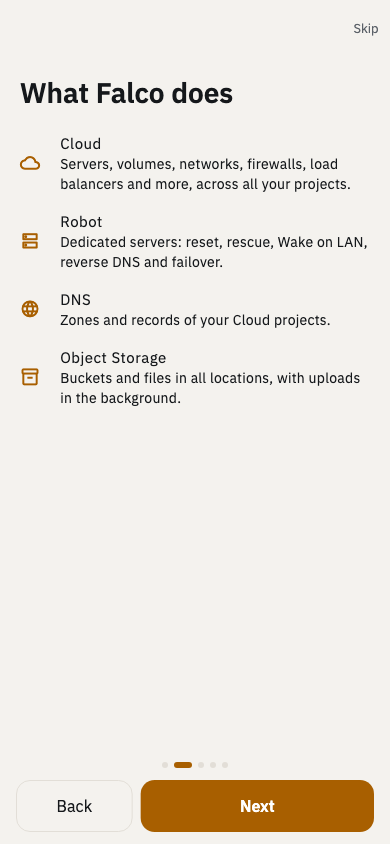 Skip
What Falco does
Cloud
Servers, volumes, networks, firewalls, load
balancers and more, across all your projects.
Robot
Dedicated servers: reset, rescue, Wake on LAN,
reverse DNS and failover.
DNS
Zones and records of your Cloud projects.
Object Storage
Buckets and files in all locations, with uploads
in the background.
Back
Next